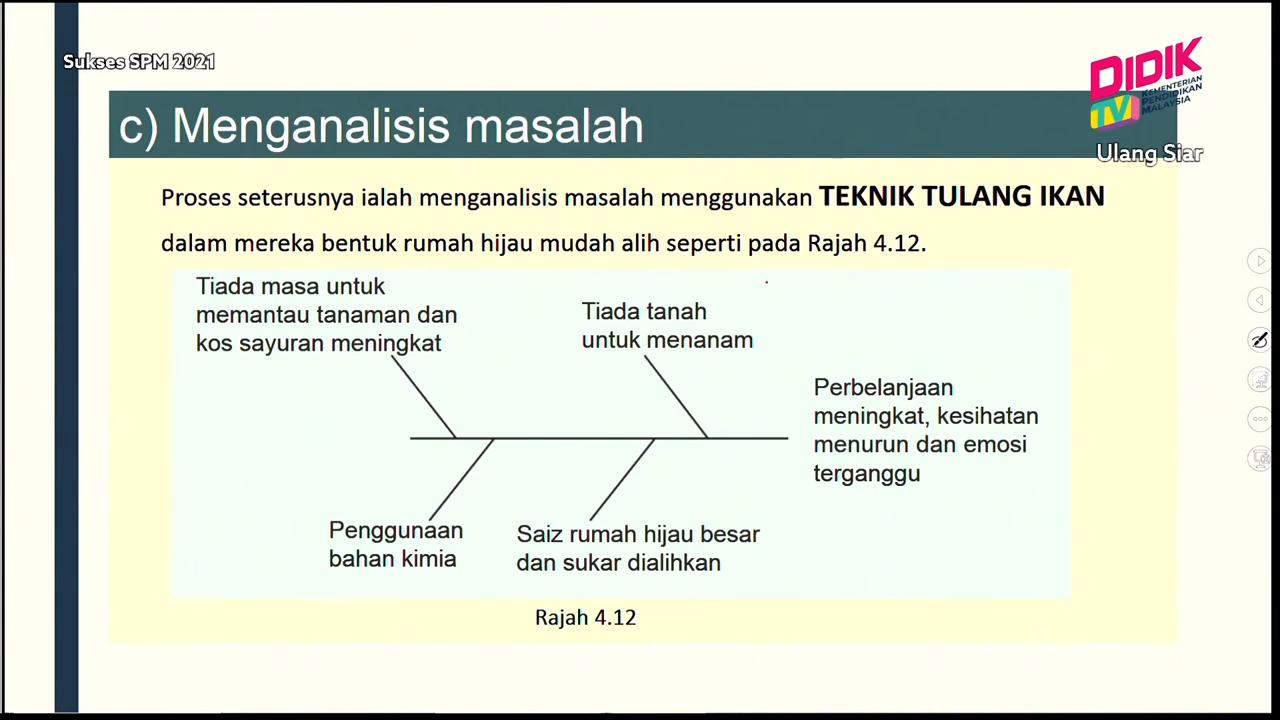 Sukses SPM 2021
DIDIK
TV
KEMENTERIAN
PENDIDIKAN
MALAYSIA
Ulang Siar
c) Menganalisis masalah
Proses seterusnya ialah menganalisis masalah menggunakan TEKNIK TULANG IKAN
dalam mereka bentuk rumah hijau mudah alih seperti pada Rajah 4.12.
Tiada masa untuk
memantau tanaman dan
kos sayuran meningkat
Tiada tanah
untuk menanam
Perbelanjaan
meningkat, kesihatan
menurun dan emosi
terganggu
Penggunaan
bahan kimia
Saiz rumah hijau besar
dan sukar dialihkan
Rajah 4.12